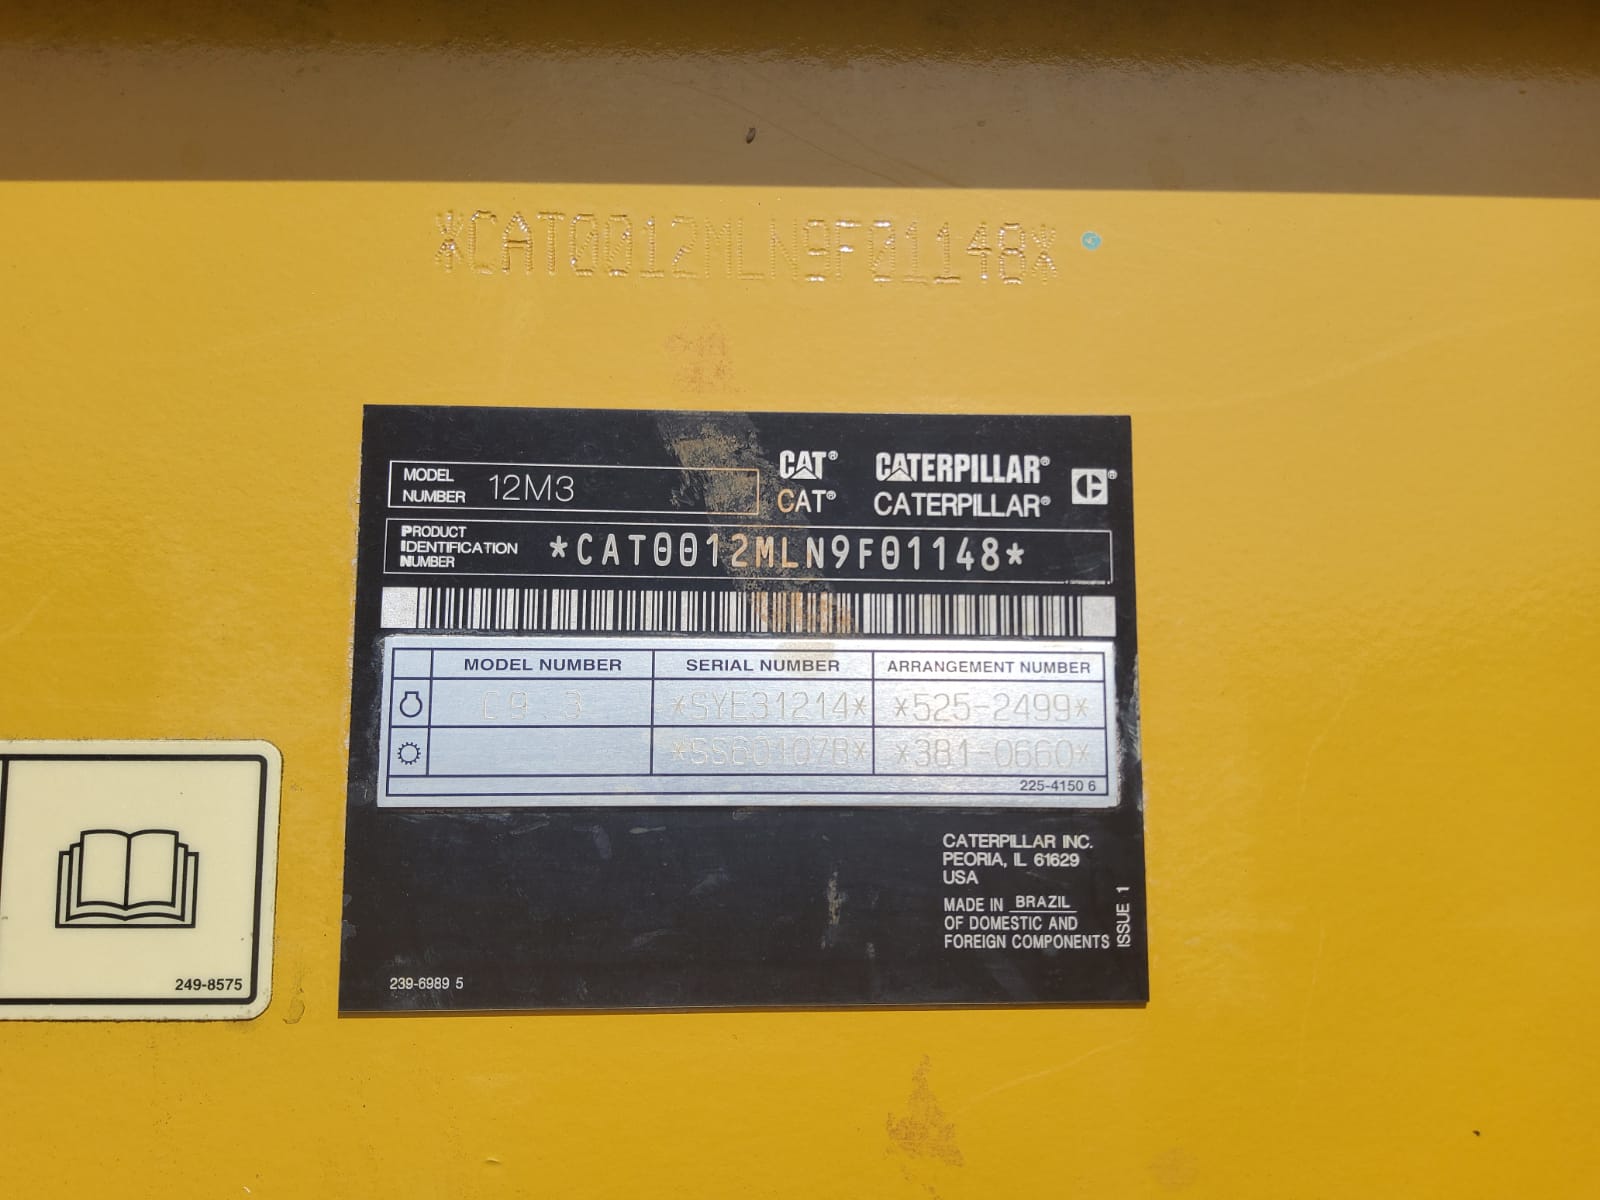 *CAT0012MLN9F01148*
MODEL NUMBER 12M3
CAT® CATERPILLAR®
CAT® CATERPILLAR®
PRODUCT IDENTIFICATION NUMBER *CAT0012MLN9F01148*
MODEL NUMBER SERIAL NUMBER ARRANGEMENT NUMBER
C9.3 *SYE31214* *525-2499*
*SS601078* *381-0660*
225-4150 6
CATERPILLAR INC.
PEORIA, IL 61629
USA
MADE IN BRAZIL
OF DOMESTIC AND
FOREIGN COMPONENTS
ISSUE 1
239-6989 5
249-8575